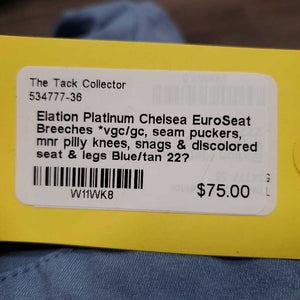 The Tack Collector
534777-36
Elation Platinum Chelsea EuroSeat
Breeches *vgc/gc, seam puckers,
mnr pilly knees, snags & discolored
seat & legs Blue/tan 22?
W11WK8
$75.00